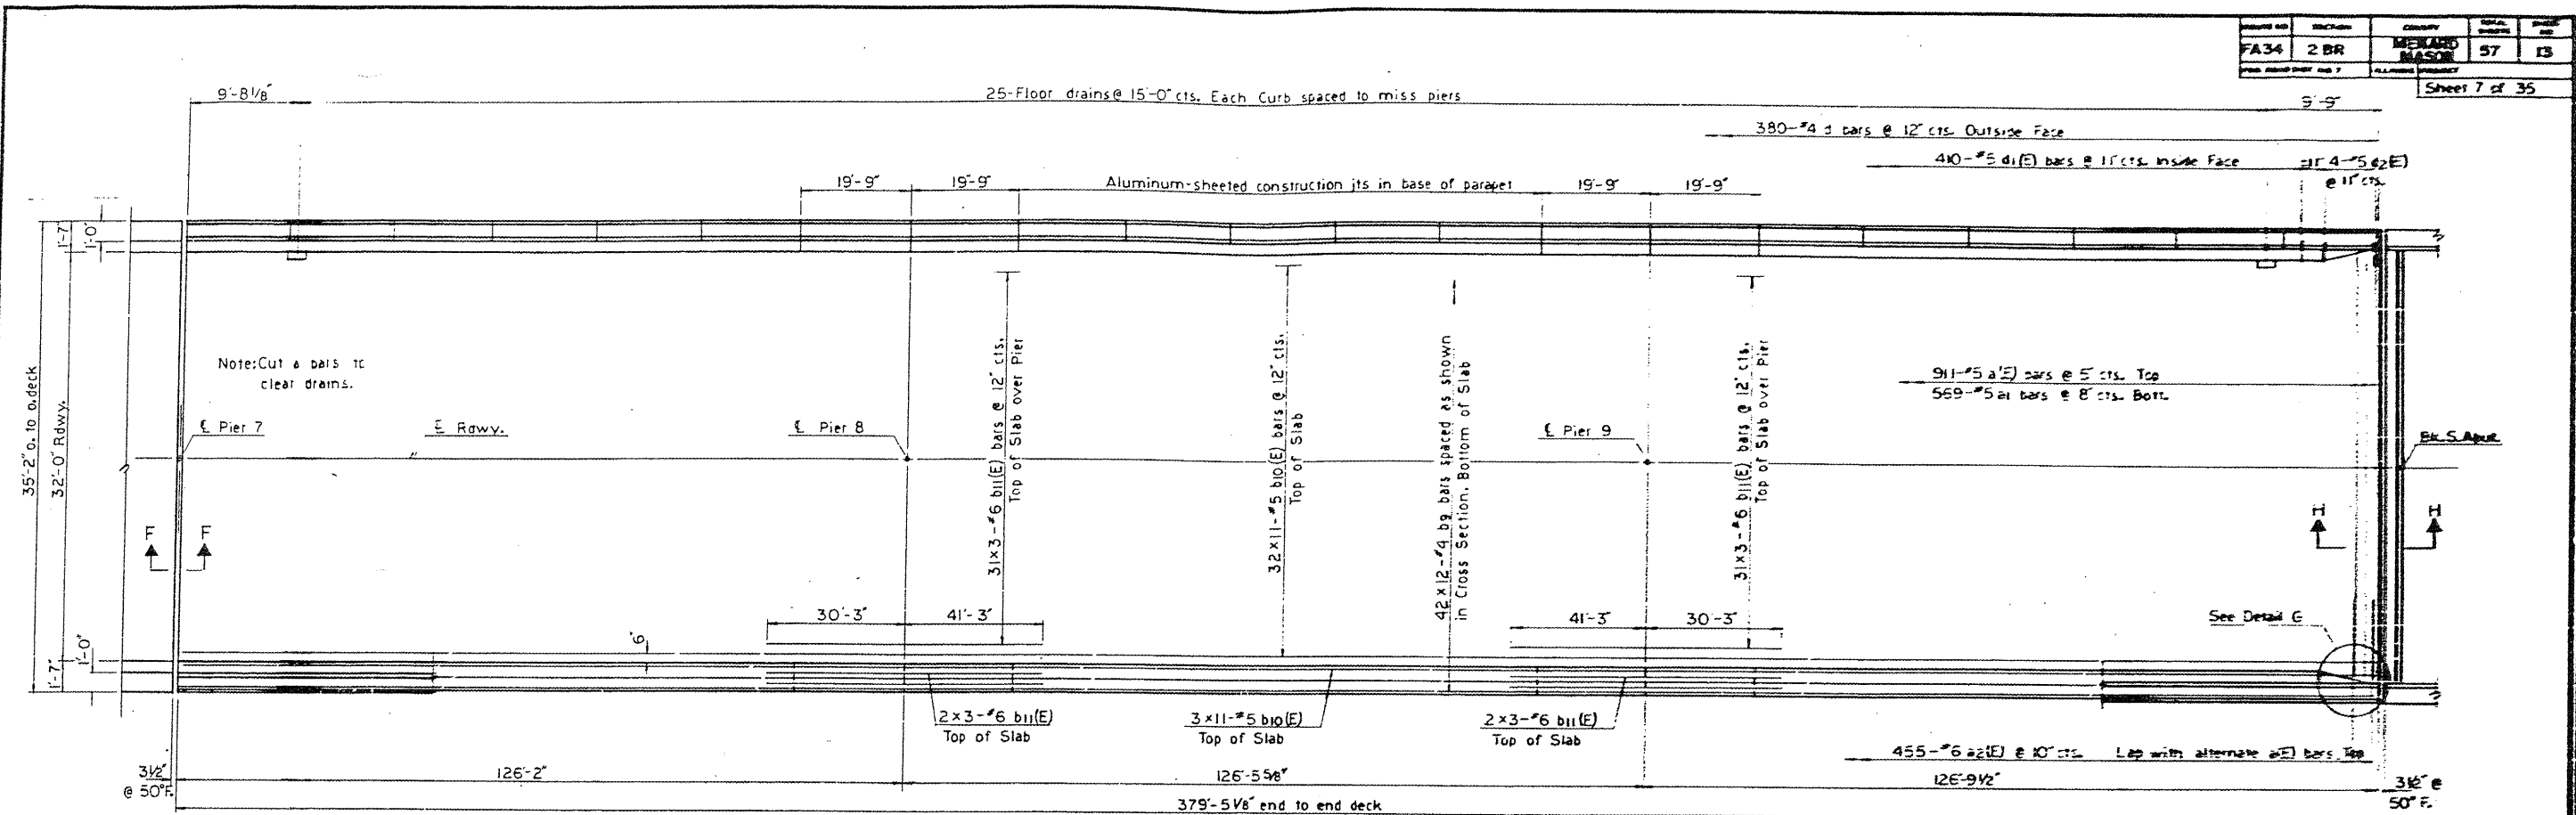 FA34 2 BR MENARD MASON 57 13
Sheet 7 of 35
9'-8 1/8"
25-Floor drains @ 15'-0" cts. Each Curb spaced to miss piers
9'-9"
380-#4 d bars @ 12" cts. Outside Face
410-#5 d1(E) bars @ 11" cts. Inside Face
4-#5 d2(E)
@ 11" cts.
19'-9"
19'-9"
Aluminum-sheeted construction jts in base of parapet
19'-9"
19'-9"
1'-7"
1'-0"
35'-2" o. to o. deck
32'-0" Rdwy.
Note: Cut a bars to
clear drains.
℄ Pier 7
℄ Rdwy.
℄ Pier 8
31x3-#6 b11(E) bars @ 12" cts.
Top of Slab over Pier
32x11-#5 b10(E) bars @ 12" cts.
Top of Slab
42x12-#4 b9 bars spaced as shown
in Cross Section, Bottom of Slab
℄ Pier 9
31x3-#6 b11(E) bars @ 12" cts.
Top of Slab over Pier
911-#5 a(E) bars @ 5" cts. Top
569-#5 a1 bars @ 8" cts. Bott.
Bk. S. Abut.
F F
H H
30'-3"
41'-3"
41'-3"
30'-3"
See Detail G
6"
1'-0"
1'-7"
2x3-#6 b11(E)
Top of Slab
3x11-#5 b10(E)
Top of Slab
2x3-#6 b11(E)
Top of Slab
455-#6 a2(E) @ 10" cts. Lap with alternate a(E) bars. Top
3 1/2"
@ 50°F.
126'-2"
126'-5 5/8"
126'-9 1/2"
3 1/2" @
50°F.
379'-5 1/8" end to end deck